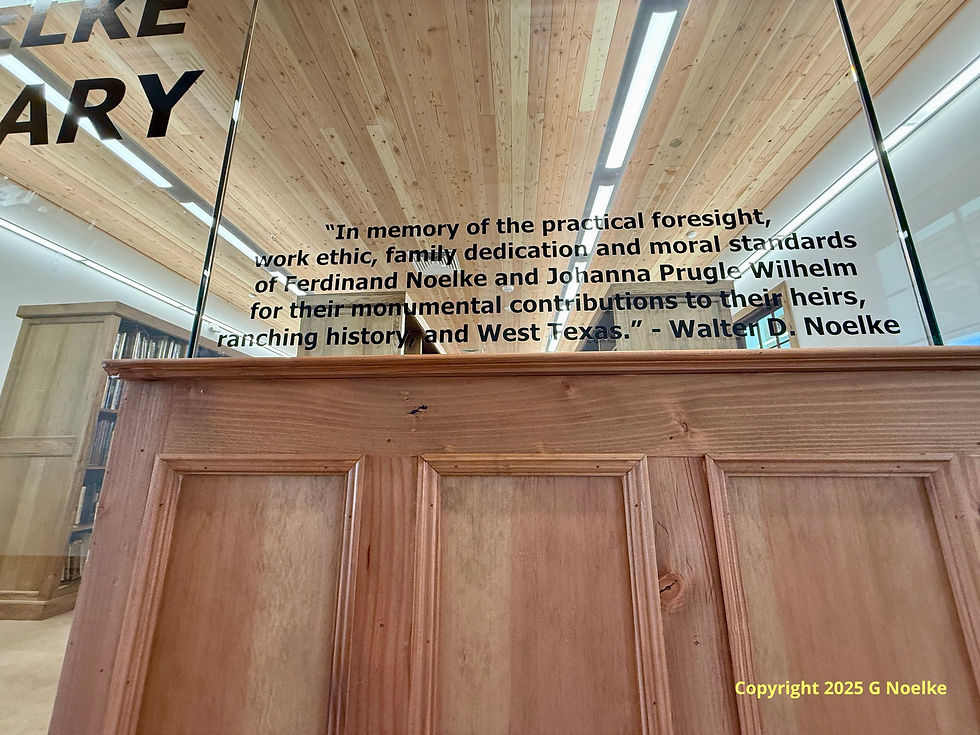 ELKE
ARY
“In memory of the practical foresight,
work ethic, family dedication and moral standards
of Ferdinand Noelke and Johanna Prugle Wilhelm
for their monumental contributions to their heirs,
ranching history, and West Texas.” - Walter D. Noelke
Copyright 2025 G Noelke